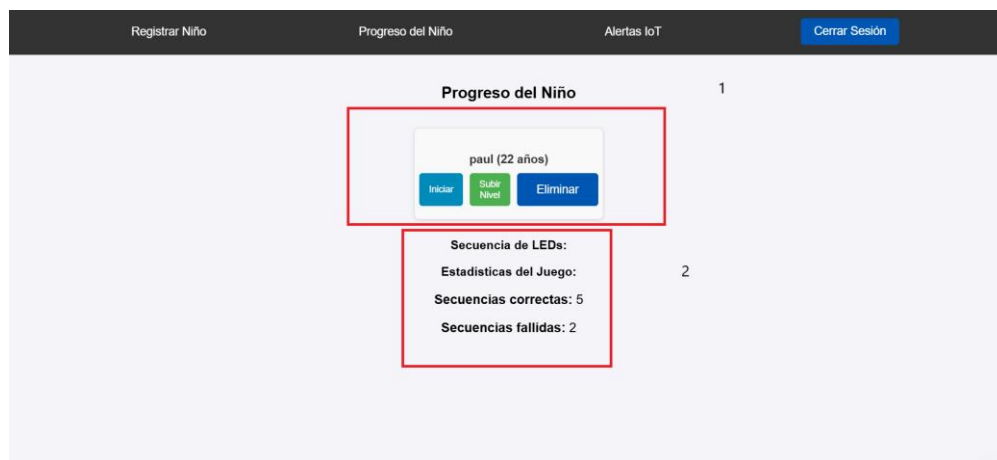 Registrar Niño
Progreso del Niño
Alertas IoT
Cerrar Sesión
Progreso del Niño
1
paul (22 años)
Iniciar
Subir
Nivel
Eliminar
Secuencia de LEDs:
Estadísticas del Juego:
2
Secuencias correctas: 5
Secuencias fallidas: 2